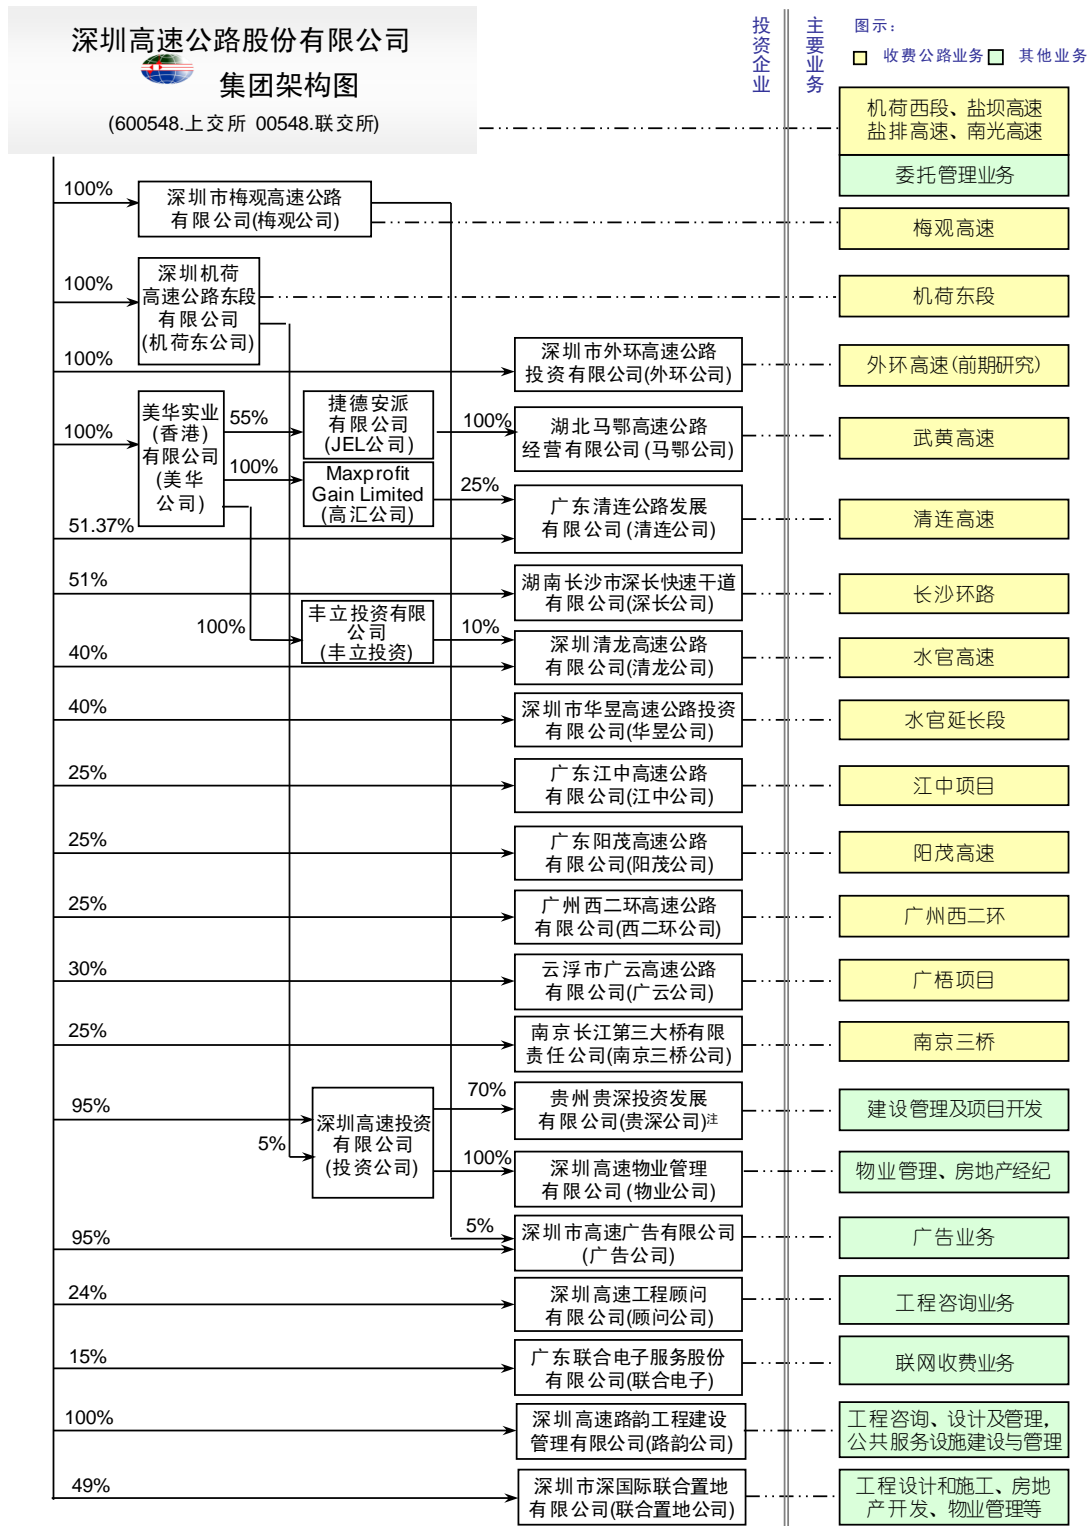 深圳高速公路股份有限公司
集团架构图
(600548.上交所 00548.联交所)
投资企业
主要业务
图示：
收费公路业务
其他业务
机荷西段、盐坝高速
盐排高速、南光高速
委托管理业务
100%
深圳市梅观高速公路
有限公司(梅观公司)
梅观高速
100%
深圳机荷
高速公路东段
有限公司
(机荷东公司)
机荷东段
100%
深圳市外环高速公路
投资有限公司(外环公司)
外环高速(前期研究)
100%
美华实业
(香港)
有限公司
(美华
公司)
55%
捷德安派
有限公司
(JEL公司)
100%
湖北马鄂高速公路
经营有限公司(马鄂公司)
武黄高速
100%
Maxprofit
Gain Limited
(高汇公司)
25%
广东清连公路发展
有限公司(清连公司)
清连高速
51.37%
51%
湖南长沙市深长快速干道
有限公司(深长公司)
长沙环路
100%
丰立投资有限
公司
(丰立投资)
10%
深圳清龙高速公路
有限公司(清龙公司)
水官高速
40%
40%
深圳市华昱高速公路投资
有限公司(华昱公司)
水官延长段
25%
广东江中高速公路
有限公司(江中公司)
江中项目
25%
广东阳茂高速公路
有限公司(阳茂公司)
阳茂高速
25%
广州西二环高速公路
有限公司(西二环公司)
广州西二环
30%
云浮市广云高速公路
有限公司(广云公司)
广梧项目
25%
南京长江第三大桥有限
责任公司(南京三桥公司)
南京三桥
95%
5%
深圳高速投资
有限公司
(投资公司)
70%
贵州贵深投资发展
有限公司(贵深公司)注
建设管理及项目开发
100%
深圳高速物业管理
有限公司(物业公司)
物业管理、房地产经纪
95%
5%
深圳市高速广告有限公司
(广告公司)
广告业务
24%
深圳高速工程顾问
有限公司(顾问公司)
工程咨询业务
15%
广东联合电子服务股份
有限公司(联合电子)
联网收费业务
100%
深圳高速路韵工程建设
管理有限公司(路韵公司)
工程咨询、设计及管理，
公共服务设施建设与管理
49%
深圳市深国际联合置地
有限公司(联合置地公司)
工程设计和施工、房地
产开发、物业管理等